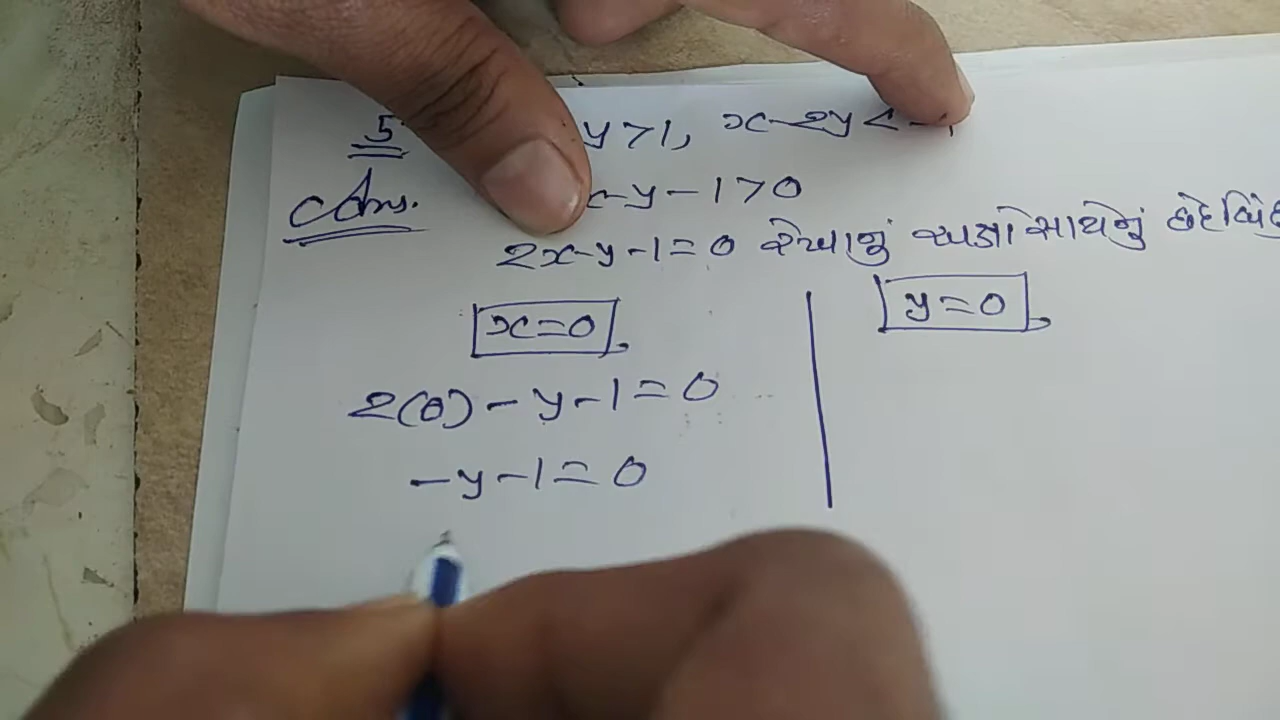 5 y>1, x-2y<-1
Ans. -y-1>0
2x-y-1=0 રેખાનું અક્ષો સાથેનું છેદબિંદુ
x=0,
y=0,
2(0)-y-1=0
-y-1=0